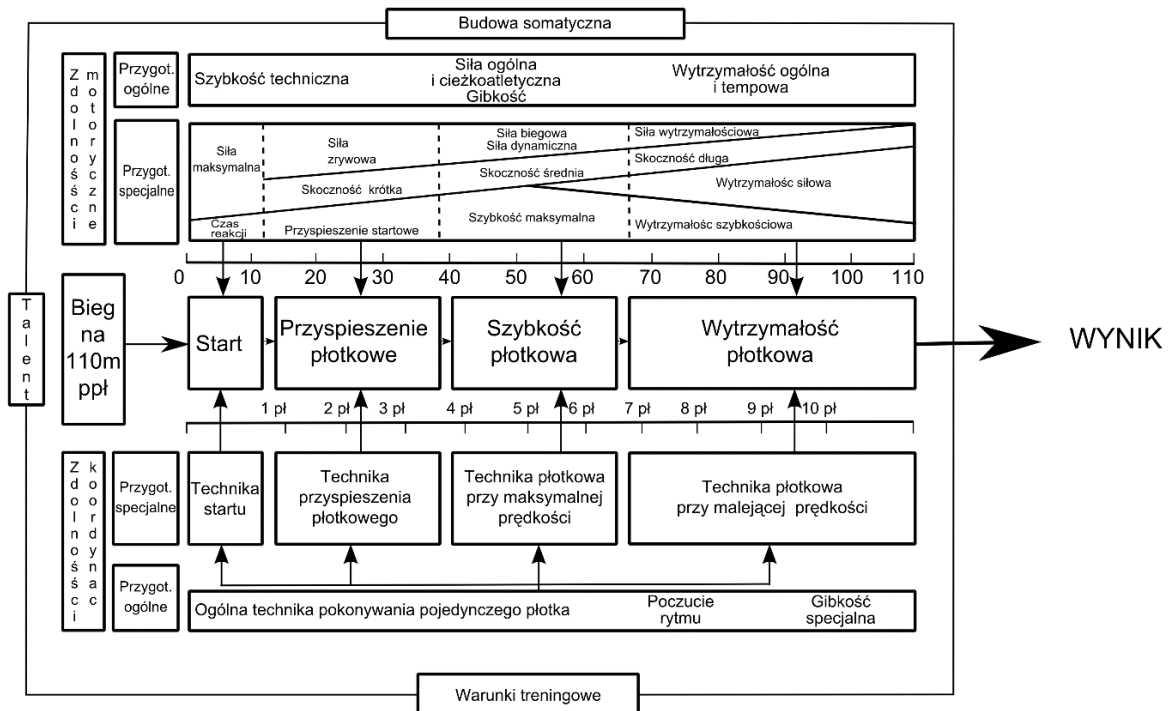 Budowa somatyczna
Zdolności
motoryczne
Przygot.
ogólne
Szybkość techniczna
Siła ogólna
i cieżkoatletyczna
Gibkość
Wytrzymałość ogólna
i tempowa
Przygot.
specjalne
Siła
maksymalna
Siła
zrywowa
Siła biegowa
Siła dynamiczna
Siła wytrzymałościowa
Skoczność krótka
Skoczność średnia
Skoczność długa
Wytrzymałośc siłowa
Czas
reakcji
Przyspieszenie startowe
Szybkość maksymalna
Wytrzymałośc szybkościowa
0 10 20 30 40 50 60 70 80 90 100 110
Talent
Bieg
na
110m
ppł
Start
Przyspieszenie
płotkowe
Szybkość
płotkowa
Wytrzymałość
płotkowa
WYNIK
1 pł 2 pł 3 pł 4 pł 5 pł 6 pł 7 pł 8 pł 9 pł 10 pł
Zdolnośści
koordynac
Przygot.
specjalne
Technika
startu
Technika
przyspieszenia
płotkowego
Technika płotkowa
przy maksymalnej
prędkości
Technika płotkowa
przy malejącej prędkości
Przygot.
ogólne
Ogólna technika pokonywania pojedynczego płotka
Poczucie
rytmu
Gibkość
specjalna
Warunki treningowe